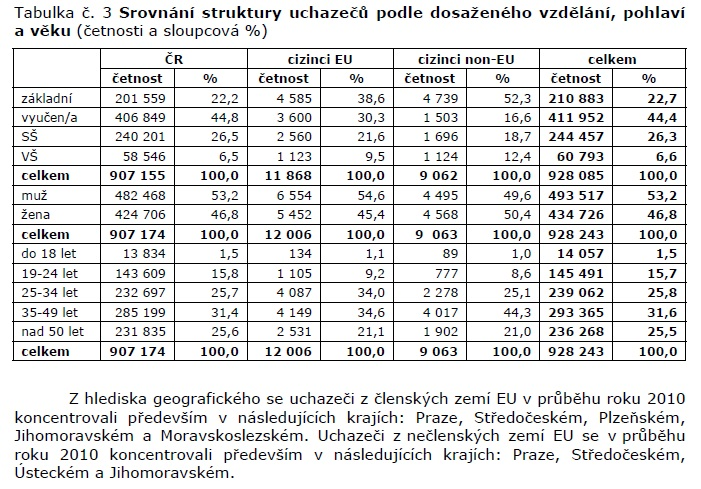 Tabulka č. 3 Srovnání struktury uchazečů podle dosaženého vzdělání, pohlaví
a věku (četnosti a sloupcová %)
ČR cizinci EU cizinci non-EU celkem
četnost % četnost % četnost % četnost %
základní 201 559 22,2 4 585 38,6 4 739 52,3 210 883 22,7
vyučen/a 406 849 44,8 3 600 30,3 1 503 16,6 411 952 44,4
SŠ 240 201 26,5 2 560 21,6 1 696 18,7 244 457 26,3
VŠ 58 546 6,5 1 123 9,5 1 124 12,4 60 793 6,6
celkem 907 155 100,0 11 868 100,0 9 062 100,0 928 085 100,0
muž 482 468 53,2 6 554 54,6 4 495 49,6 493 517 53,2
žena 424 706 46,8 5 452 45,4 4 568 50,4 434 726 46,8
celkem 907 174 100,0 12 006 100,0 9 063 100,0 928 243 100,0
do 18 let 13 834 1,5 134 1,1 89 1,0 14 057 1,5
19-24 let 143 609 15,8 1 105 9,2 777 8,6 145 491 15,7
25-34 let 232 697 25,7 4 087 34,0 2 278 25,1 239 062 25,8
35-49 let 285 199 31,4 4 149 34,6 4 017 44,3 293 365 31,6
nad 50 let 231 835 25,6 2 531 21,1 1 902 21,0 236 268 25,5
celkem 907 174 100,0 12 006 100,0 9 063 100,0 928 243 100,0
Z hlediska geografického se uchazeči z členských zemí EU v průběhu roku 2010
koncentrovali především v následujících krajích: Praze, Středočeském, Plzeňském,
Jihomoravském a Moravskoslezském. Uchazeči z nečlenských zemí EU se v průběhu
roku 2010 koncentrovali především v následujících krajích: Praze, Středočeském,
Ústeckém a Jihomoravském.